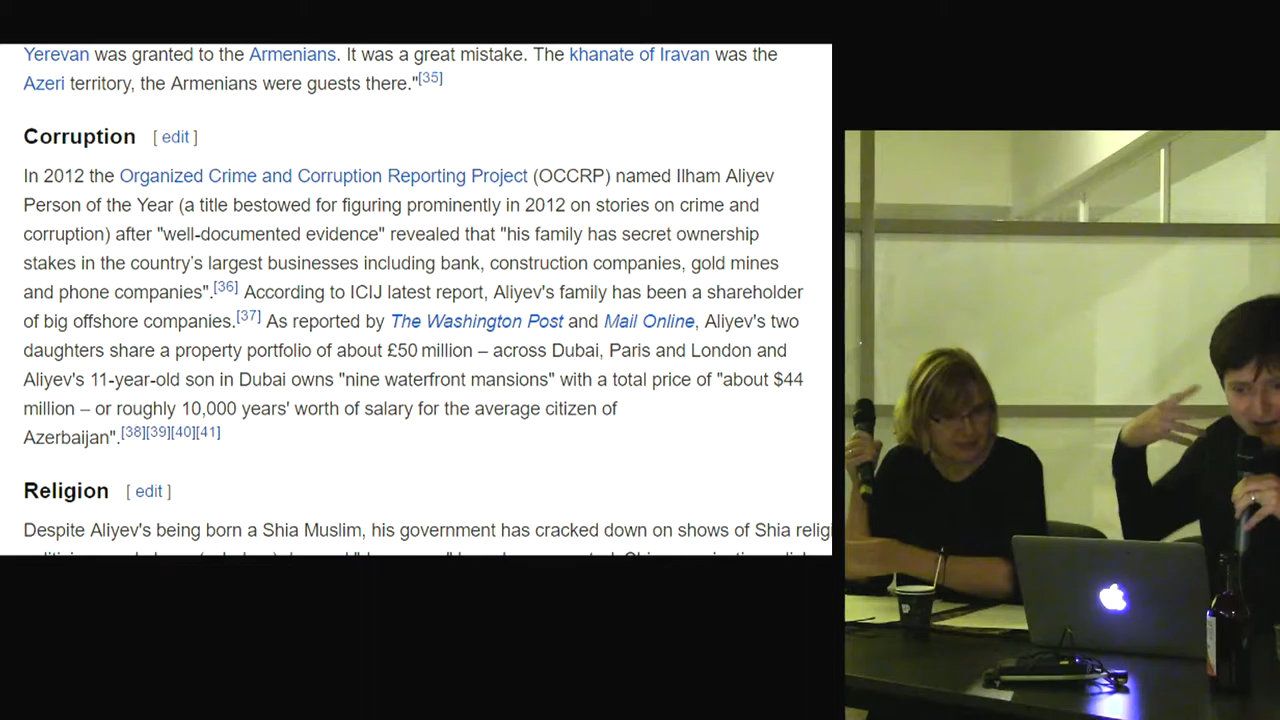 Yerevan was granted to the Armenians. It was a great mistake. The khanate of Iravan was the
Azeri territory, the Armenians were guests there."[35]
Corruption [ edit ]
In 2012 the Organized Crime and Corruption Reporting Project (OCCRP) named Ilham Aliyev
Person of the Year (a title bestowed for figuring prominently in 2012 on stories on crime and
corruption) after "well-documented evidence" revealed that "his family has secret ownership
stakes in the country's largest businesses including bank, construction companies, gold mines
and phone companies".[36] According to ICIJ latest report, Aliyev's family has been a shareholder
of big offshore companies.[37] As reported by The Washington Post and Mail Online, Aliyev's two
daughters share a property portfolio of about £50 million – across Dubai, Paris and London and
Aliyev's 11-year-old son in Dubai owns "nine waterfront mansions" with a total price of "about $44
million – or roughly 10,000 years' worth of salary for the average citizen of
Azerbaijan".[38][39][40][41]
Religion [ edit ]
Despite Aliyev's being born a Shia Muslim, his government has cracked down on shows of Shia religi